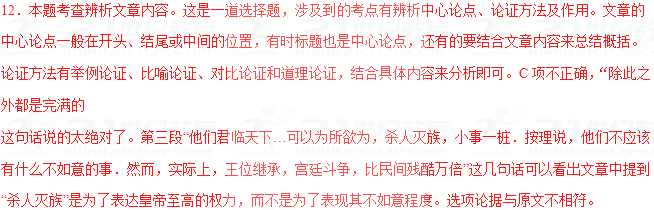 12．本题考查辨析文章内容。这是一道选择题，涉及到的考点有辨析中心论点、论证方法及作用。文章的
中心论点一般在开头、结尾或中间的位置，有时标题也是中心论点，还有的要结合文章内容来总结概括。
论证方法有举例论证、比喻论证、对比论证和道理论证，结合具体内容来分析即可。C 项不正确，“除此之
外都是完满的
这句话说的太绝对了。第三段“他们君临天下…可以为所欲为，杀人灭族，小事一桩．按理说，他们不应该
有什么不如意的事．然而，实际上，王位继承，宫廷斗争，比民间残酷万倍”这几句话可以看出文章中提到
“杀人灭族”是为了表达皇帝至高的权力，而不是为了表现其不如意程度。选项论据与原文不相符。